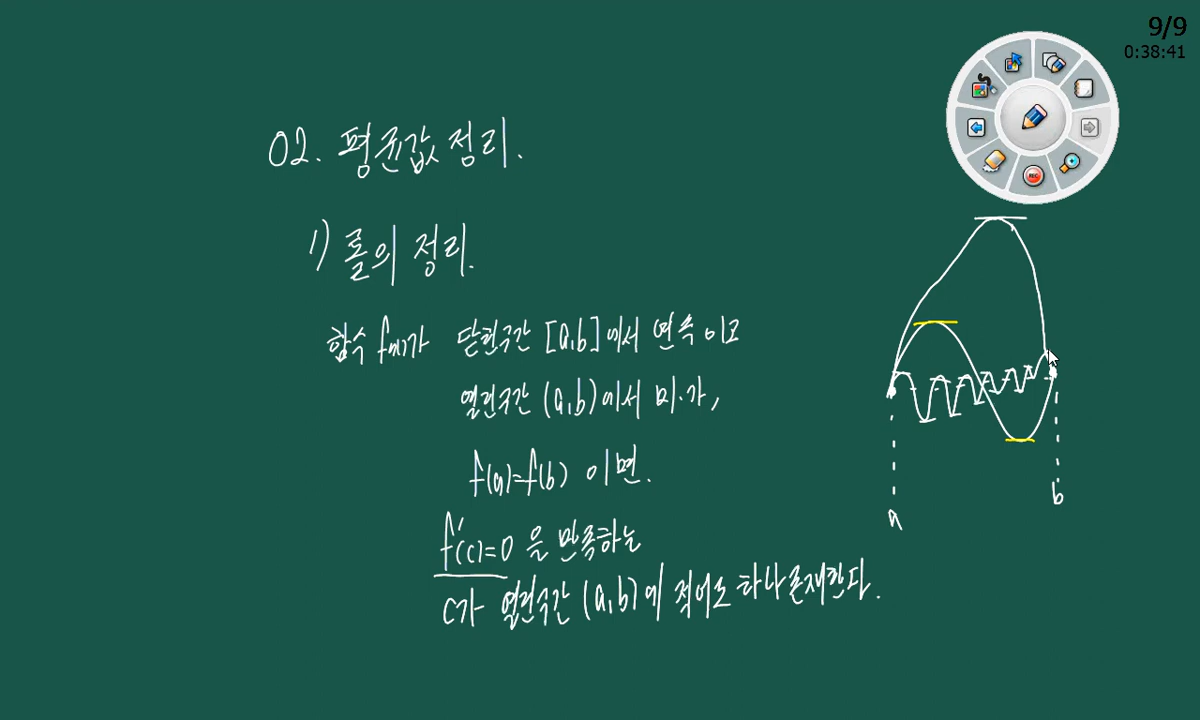 9/9
0:38:41
02. 평균값 정리.
1) 롤의 정리.
함수 f(x)가 닫힌구간 [a,b]에서 연속이고
열린구간 (a,b)에서 미·가,
f(a)=f(b) 이면.
f'(c)=0 을 만족하는
c가 열린구간 (a,b)에 적어도 하나 존재한다.
a
b
REC